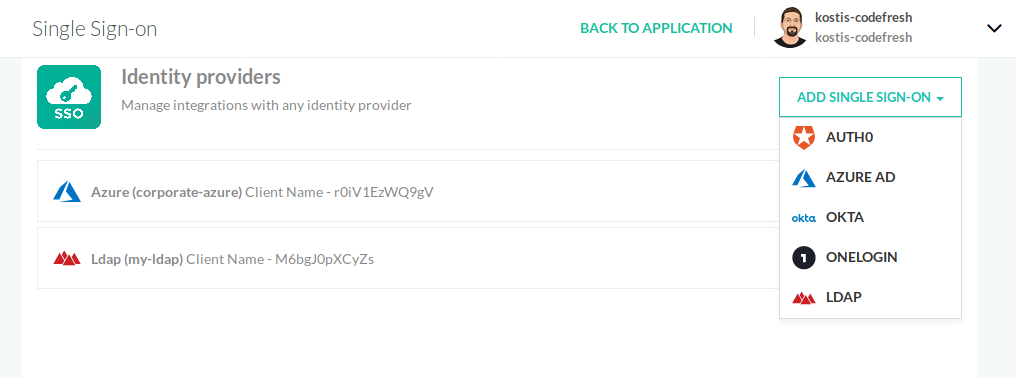 Single Sign-on
BACK TO APPLICATION
kostis-codefresh
kostis-codefresh
SSO
Identity providers
Manage integrations with any identity provider
ADD SINGLE SIGN-ON
AUTH0
AZURE AD
okta OKTA
1 ONELOGIN
LDAP
Azure (corporate-azure) Client Name - r0iV1EzWQ9gV
Ldap (my-ldap) Client Name - M6bgJ0pXCyZs